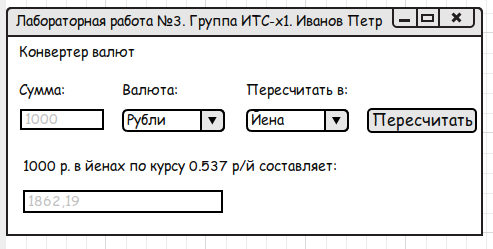 Лабораторная работа №3. Группа ИТС-х1. Иванов Петр
Конвертер валют
Сумма: Валюта: Пересчитать в:
1000 Рубли Йена Пересчитать
1000 р. в йенах по курсу 0.537 р/й составляет:
1862,19